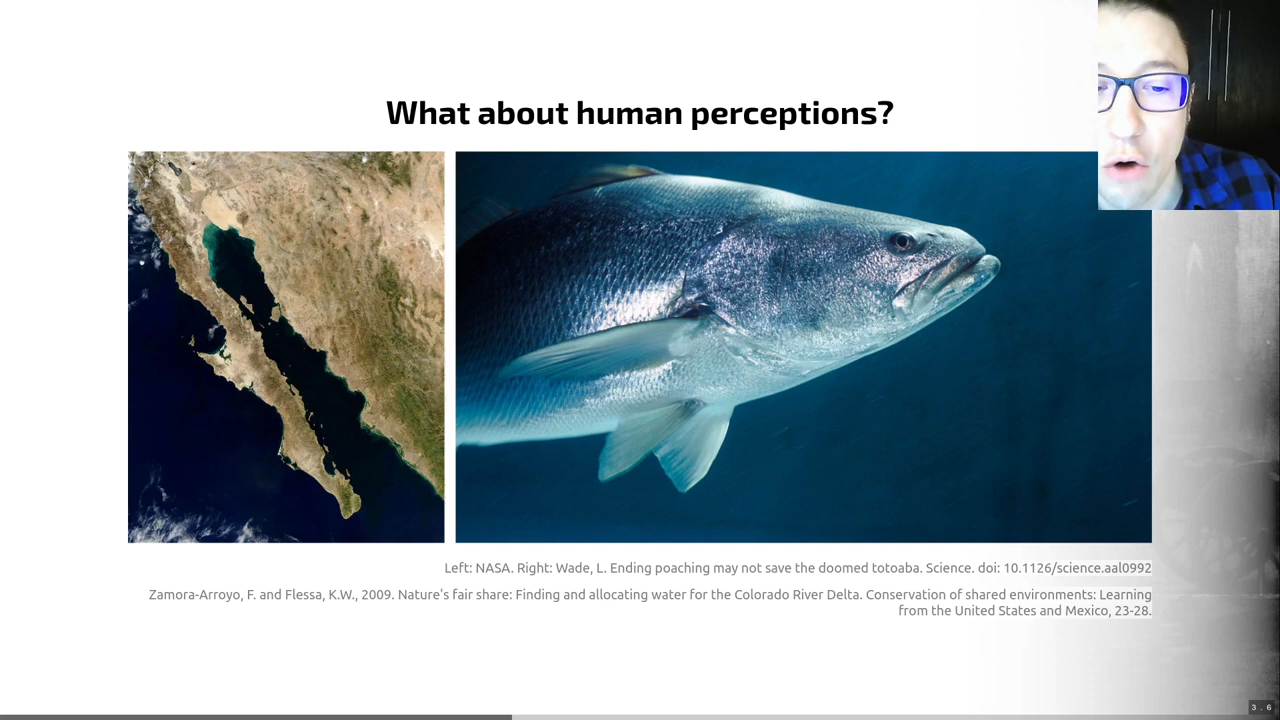 What about human perceptions?
Left: NASA. Right: Wade, L. Ending poaching may not save the doomed totoaba. Science. doi: 10.1126/science.aal0992
Zamora-Arroyo, F. and Flessa, K.W., 2009. Nature's fair share: Finding and allocating water for the Colorado River Delta. Conservation of shared environments: Learning
from the United States and Mexico, 23-28.
3.6